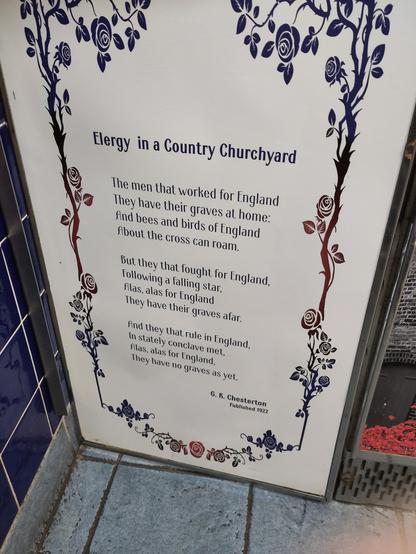 Elergy in a Country Churchyard
The men that worked for England
They have their graves at home:
And bees and birds of England
About the cross can roam.
But they that fought for England,
Following a falling star,
Alas, alas for England
They have their graves afar.
And they that rule in England,
In stately conclave met,
Alas, alas for England,
They have no graves as yet.
G. K. Chesterton
Published 1922